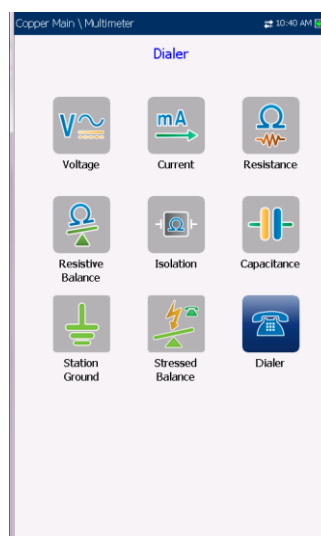 Copper Main \ Multimeter
10:40 AM
Dialer
V
mA
Ω
Voltage
Current
Resistance
Ω
Ω
Resistive
Balance
Isolation
Capacitance
Station
Ground
Stressed
Balance
Dialer